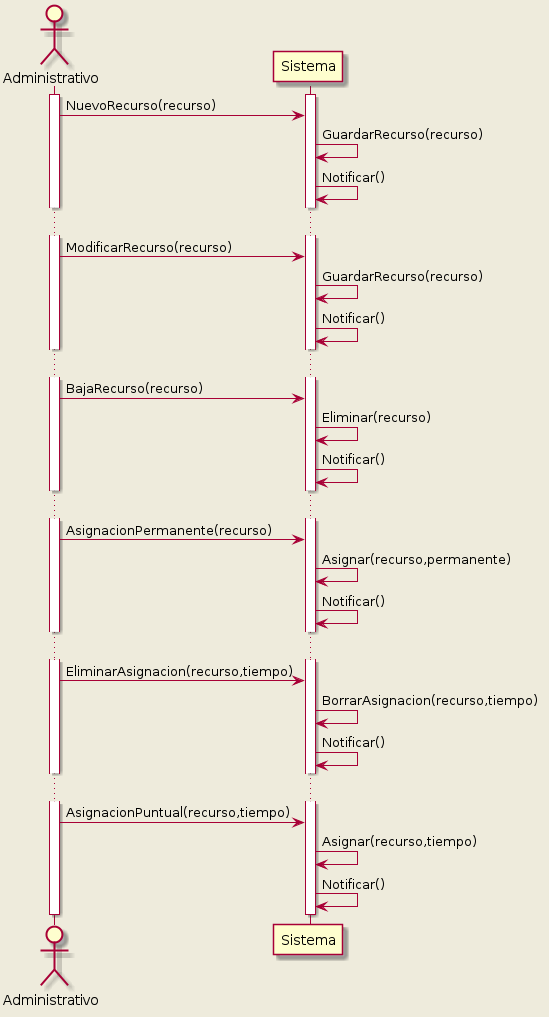 Administrativo
Sistema
NuevoRecurso(recurso)
GuardarRecurso(recurso)
Notificar()
ModificarRecurso(recurso)
GuardarRecurso(recurso)
Notificar()
BajaRecurso(recurso)
Eliminar(recurso)
Notificar()
AsignacionPermanente(recurso)
Asignar(recurso,permanente)
Notificar()
EliminarAsignacion(recurso,tiempo)
BorrarAsignacion(recurso,tiempo)
Notificar()
AsignacionPuntual(recurso,tiempo)
Asignar(recurso,tiempo)
Notificar()
Administrativo
Sistema